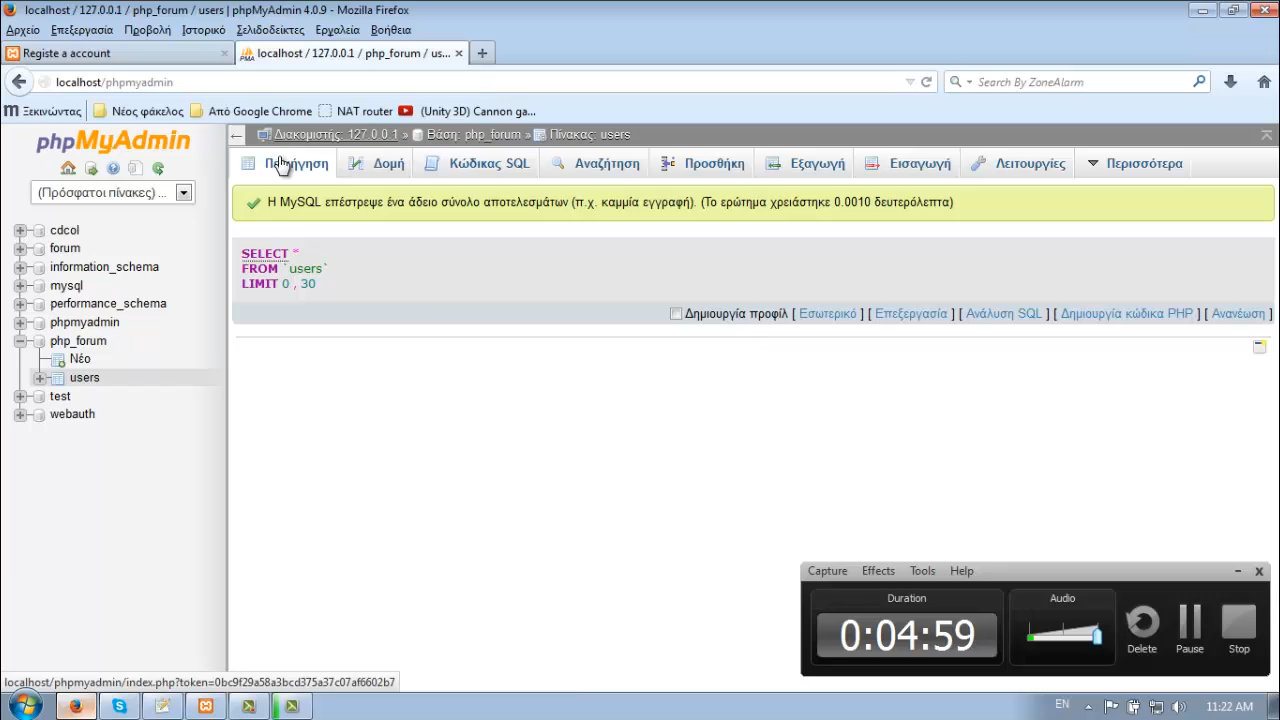 localhost / 127.0.0.1 / php_forum / users | phpMyAdmin 4.0.9 - Mozilla Firefox
Αρχείο Επεξεργασία Προβολή Ιστορικό Σελιδοδείκτες Εργαλεία Βοήθεια
Registe a account
localhost / 127.0.0.1 / php_forum / us...
localhost/phpmyadmin
Search By ZoneAlarm
Ξεκινώντας Νέος φάκελος Από Google Chrome NAT router (Unity 3D) Cannon ga...
phpMyAdmin
(Πρόσφατοι πίνακες) ...
cdcol
forum
information_schema
mysql
performance_schema
phpmyadmin
php_forum
Νέο
users
test
webauth
Διακομιστής: 127.0.0.1 » Βάση: php_forum » Πίνακας: users
Δομή Κώδικας SQL Αναζήτηση Προσθήκη Εξαγωγή Εισαγωγή Λειτουργίες Περισσότερα
Η MySQL επέστρεψε ένα άδειο σύνολο αποτελεσμάτων (π.χ. καμμία εγγραφή). (Το ερώτημα χρειάστηκε 0.0010 δευτερόλεπτα)
SELECT *
FROM `users`
LIMIT 0 , 30
Δημιουργία προφίλ [ Εσωτερικό ] [ Επεξεργασία ] [ Ανάλυση SQL ] [ Δημιουργία κώδικα PHP ] [ Ανανέωση ]
Capture Effects Tools Help
Duration
0:04:59
Audio
Delete Pause Stop
localhost/phpmyadmin/index.php?token=0bc9f29a58a3bcd375a37c07af6602b7
EN
11:22 AM